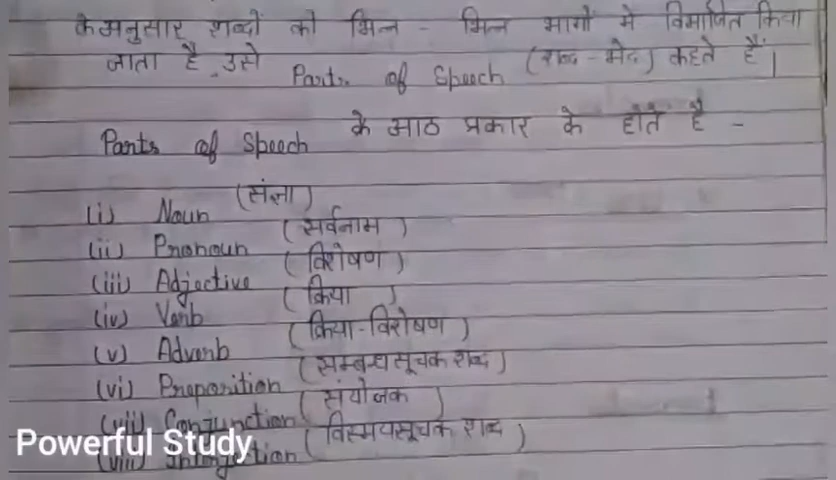 के अनुसार शब्दों को भिन्न - भिन्न भागों में विभाजित किया
जाता है, उसे Parts of Speech (शब्द - भेद) कहते हैं।
Parts of Speech के आठ प्रकार के होते है -
(i) Noun (संज्ञा)
(ii) Pronoun (सर्वनाम)
(iii) Adjective (विशेषण)
(iv) Verb (क्रिया)
(v) Adverb (क्रिया-विशेषण)
(vi) Preposition (सम्बन्धसूचक शब्द)
(vii) Conjunction (संयोजक)
(viii) Interjection (विस्मयसूचक शब्द)
Powerful Study